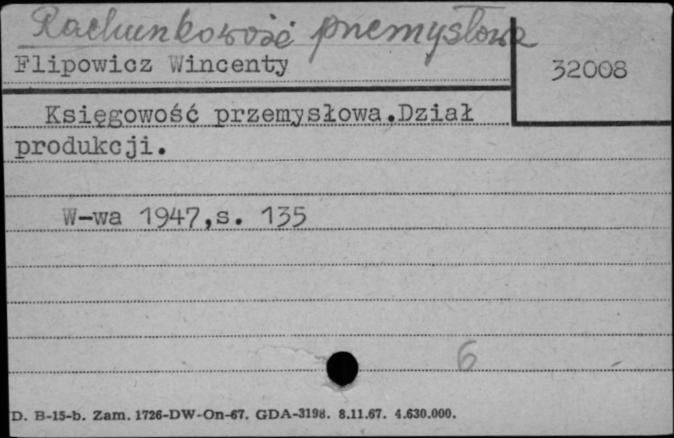 Rachunkowość przemysłowa
Flipowicz Wincenty
32008
Księgowość przemysłowa.Dział
produkcji.
W-wa 1947,s. 135
6
D. B-15-b. Zam. 1726-DW-On-67. GDA-3198. 8.11.67. 4.630.000.